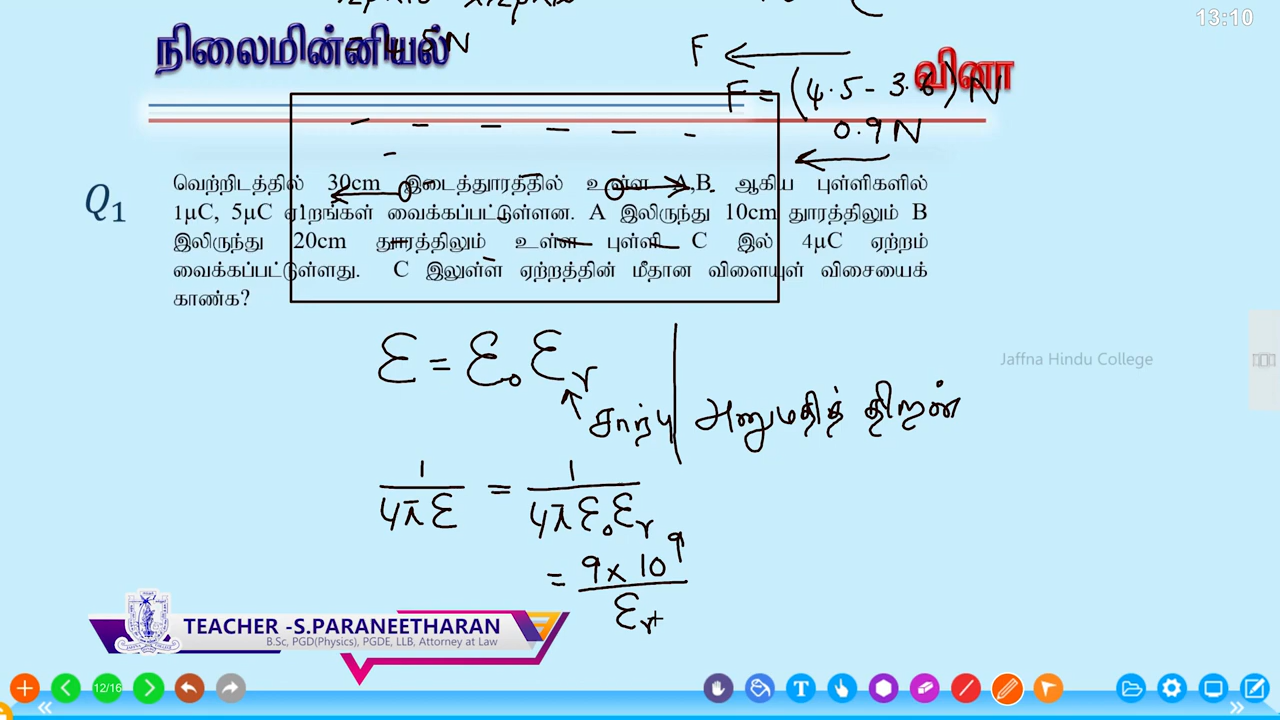 13:10
நிலைமின்னியல்
= 4.5N
F
வினா
F = (4.5 - 3.6) N
0.9 N
Q1
வெற்றிடத்தில் 30cm இடைத்தூரத்தில் உள்ள A,B. ஆகிய புள்ளிகளில்
1μC, 5μC ஏற்றங்கள் வைக்கப்பட்டுள்ளன. A இலிருந்து 10cm தூரத்திலும் B
இலிருந்து 20cm தூரத்திலும் உள்ள புள்ளி C இல் 4μC ஏற்றம்
வைக்கப்பட்டுள்ளது. C இலுள்ள ஏற்றத்தின் மீதான விளையுள் விசையைக்
காண்க?
ε = ε₀ εr
Jaffna Hindu College
சார்பு அனுமதித் திறன்
1/4πε = 1/4πε₀εr
= 9 x 10⁹/εr
TEACHER -S.PARANEETHARAN
B.Sc, PGD(Physics), PGDE, LLB, Attorney at Law
12/16